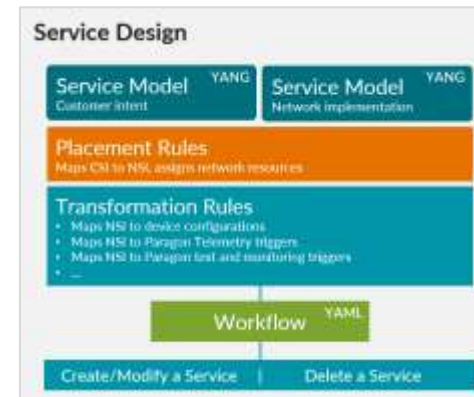 Service Design
Service Model YANG
Customer intent
Service Model YANG
Network implementation
Placement Rules
Maps CSI to NSI, assigns network resources
Transformation Rules
• Maps NSI to device configurations
• Maps NSI to Paragon Telemetry triggers
• Maps NSI to Paragon test and monitoring triggers
• ...
Workflow YAML
Create/Modify a Service
Delete a Service